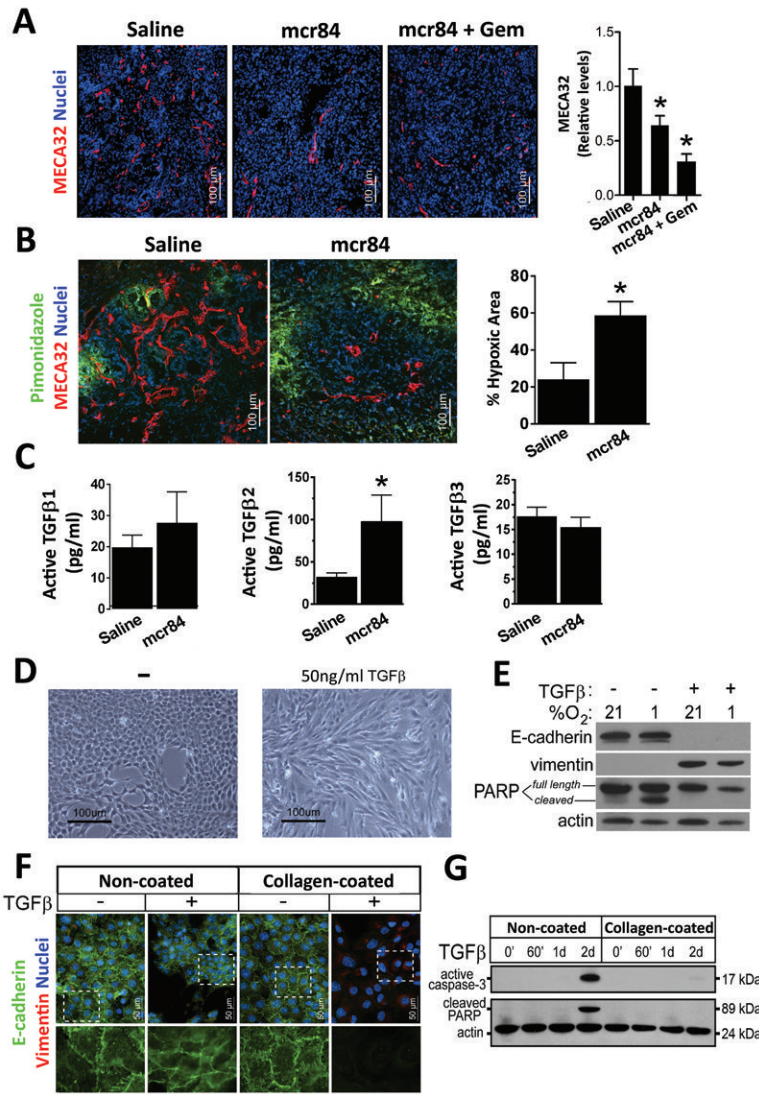 A
Saline
mcr84
mcr84 + Gem
MECA32 Nuclei
100 µm
100 µm
100 µm
MECA32
(Relative levels)
1.5
1.0
0.5
0.0
*
*
Saline
mcr84
mcr84 + Gem
B
Saline
mcr84
Pimonidazole
MECA32 Nuclei
100 µm
100 µm
% Hypoxic Area
80
60
40
20
0
*
Saline
mcr84
C
Active TGFβ1
(pg/ml)
40
30
20
10
0
Saline
mcr84
Active TGFβ2
(pg/ml)
150
100
50
0
*
Saline
mcr84
Active TGFβ3
(pg/ml)
25
20
15
10
5
0
Saline
mcr84
D
–
50ng/ml TGFβ
100um
100um
E
TGFβ: - - + +
%O2: 21 1 21 1
E-cadherin
vimentin
PARP
full length
cleaved
actin
F
Non-coated Collagen-coated
TGFβ - + - +
E-cadherin
Vimentin Nuclei
50 µm
50 µm
50 µm
50 µm
G
Non-coated Collagen-coated
TGFβ 0' 60' 1d 2d 0' 60' 1d 2d
active
caspase-3
17 kDa
cleaved
PARP
89 kDa
actin
24 kDa